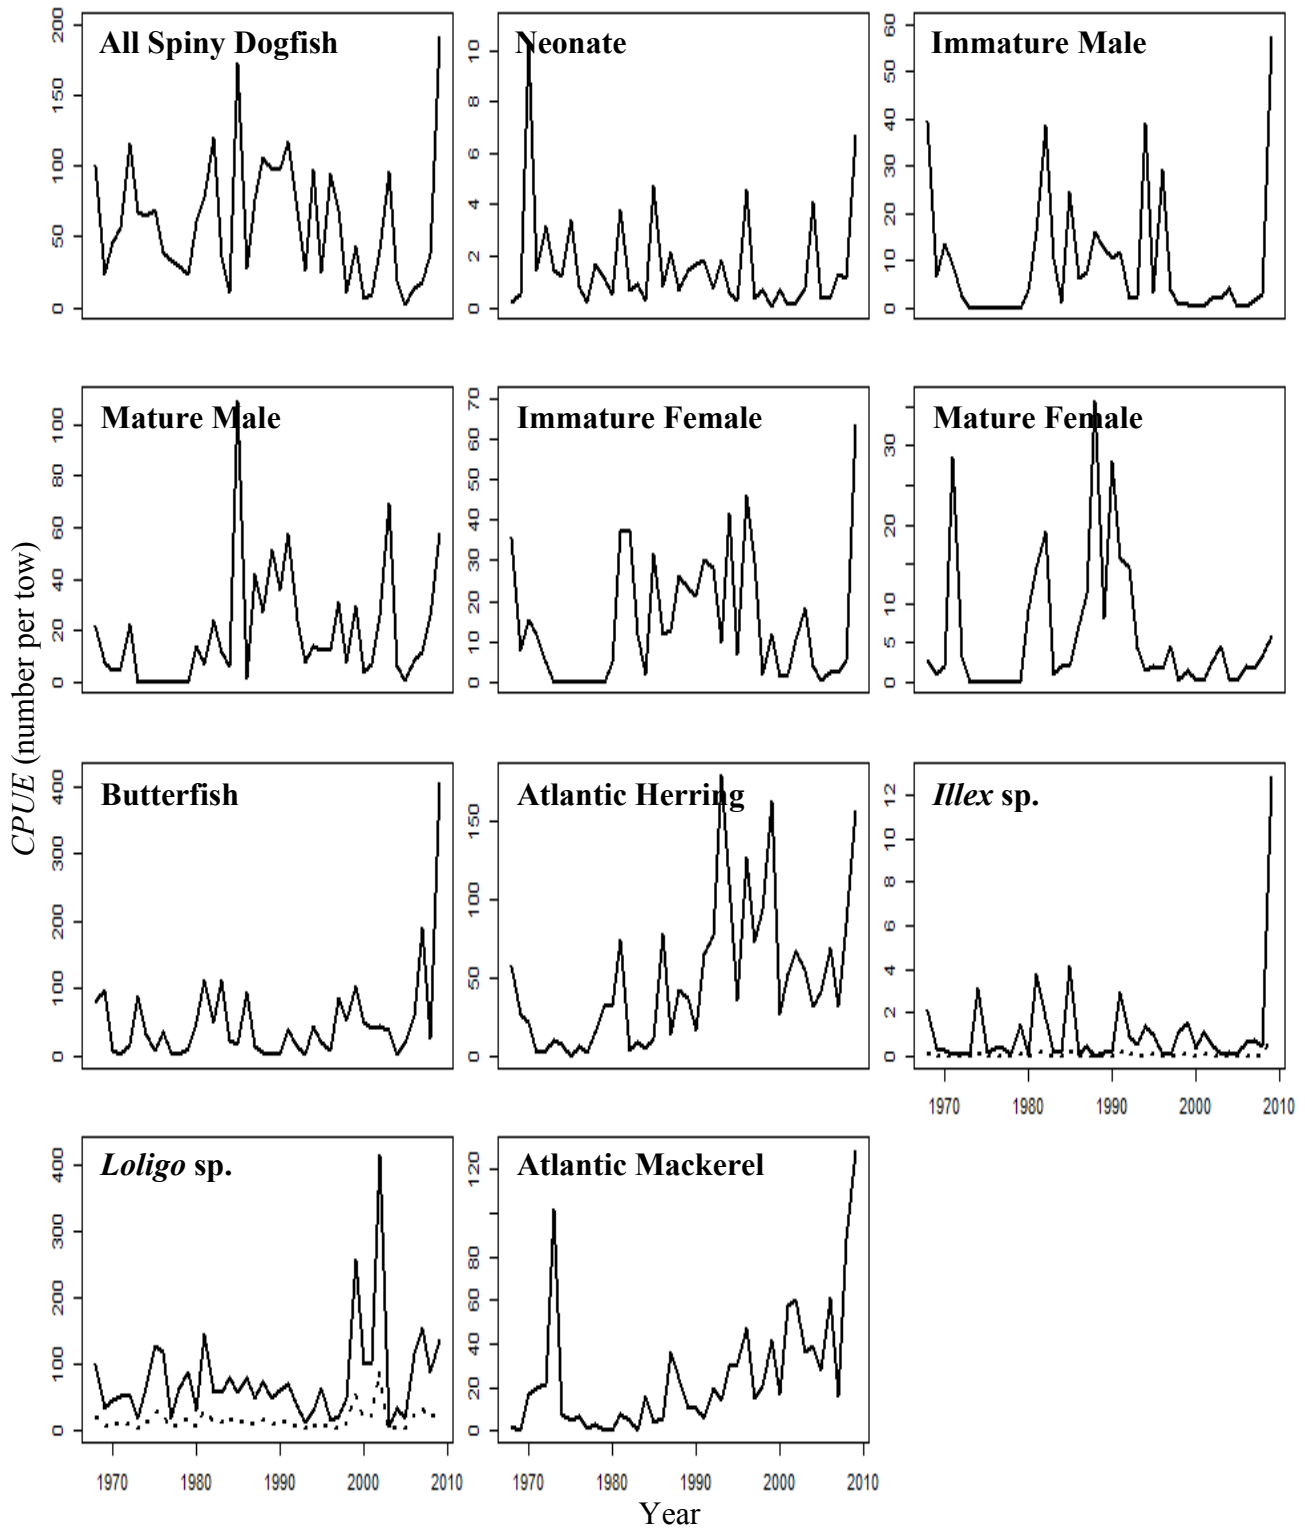 All Spiny Dogfish
0 50 100 150 200
Neonate
0 2 4 6 8 10
Immature Male
0 10 20 30 40 50 60
Mature Male
0 20 40 60 80 100
Immature Female
0 10 20 30 40 50 60 70
Mature Female
0 5 10 20 30
CPUE (number per tow)
Butterfish
0 100 200 300 400
Atlantic Herring
0 50 100 150
Illex sp.
0 2 4 6 8 10 12
1970 1980 1990 2000 2010
Loligo sp.
0 100 200 300 400
1970 1980 1990 2000 2010
Atlantic Mackerel
0 20 40 60 80 120
1970 1980 1990 2000 2010
Year